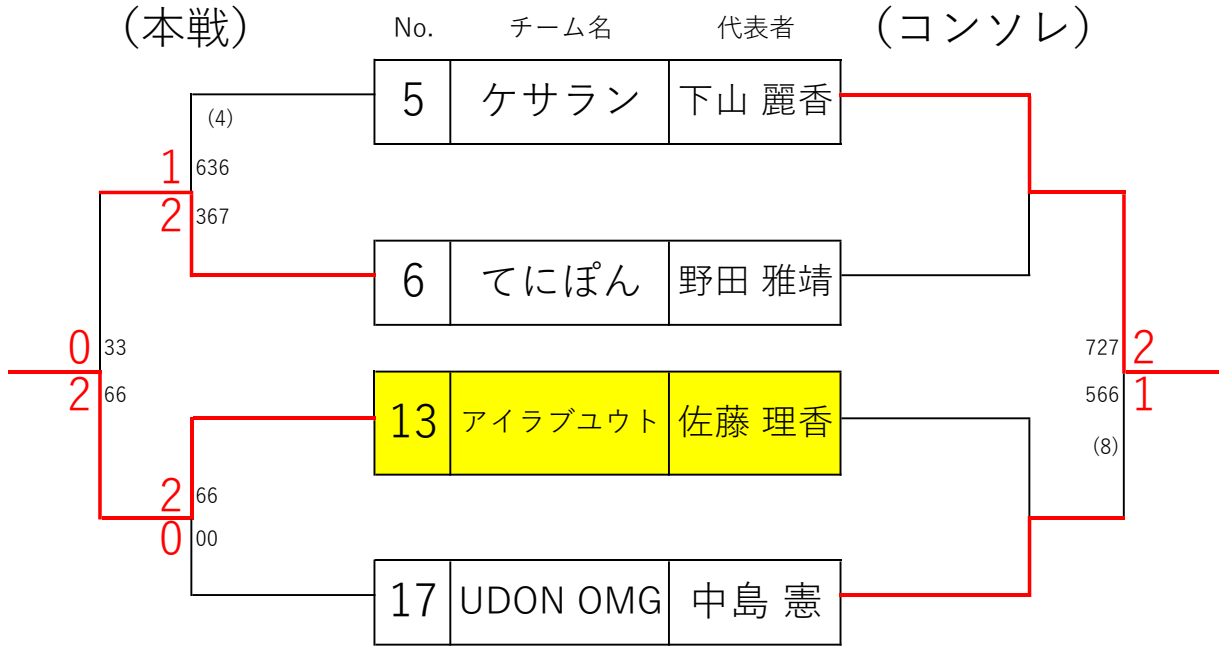 (本戦) No. チーム名 代表者 (コンソレ)
5 ケサラン 下山 麗香
(4)
1 636
2 367
6 てにぽん 野田 雅靖
0 33 727 2
2 66 566 1
13 アイラブユウト 佐藤 理香
(8)
2 66
0 00
17 UDON OMG 中島 憲